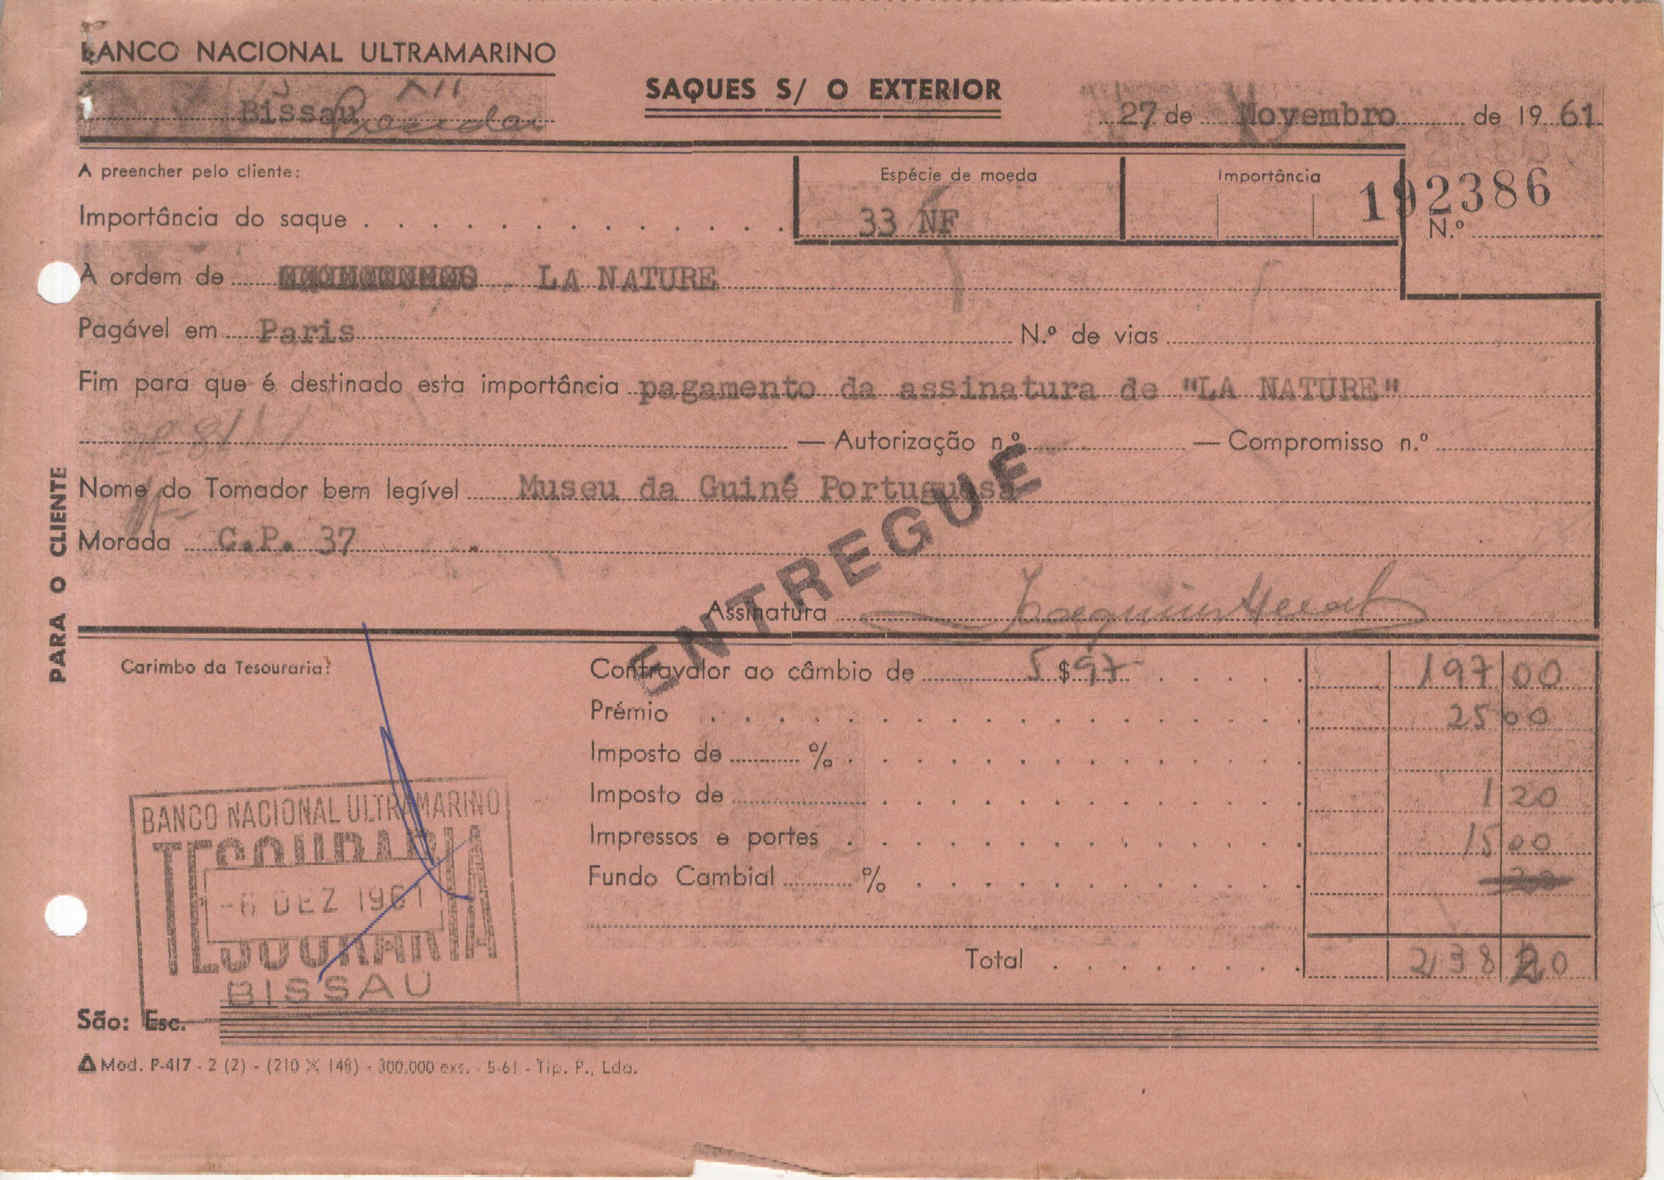 BANCO NACIONAL ULTRAMARINO
Bissau
SAQUES S/ O EXTERIOR
27 de Novembro de 1961
A preencher pelo cliente:
Espécie de moeda
Importância
192386
Importância do saque
33 NF
N.º
À ordem de LA NATURE
Pagável em Paris N.º de vias
Fim para que é destinado esta importância pagamento da assinatura de "LA NATURE"
— Autorização n.º — Compromisso n.º
Nome do Tomador bem legível Museu da Guiné Portuguesa
Morada C.P. 37
ENTREGUE
Assinatura
PARA O CLIENTE
Carimbo da Tesouraria:
Contravalor ao câmbio de 5$97 197 00
Prémio 25 00
Imposto de %
Imposto de 1 20
Impressos e portes 15 00
Fundo Cambial %
Total 238 20
BANCO NACIONAL ULTRAMARINO
TESOURARIA
-6 DEZ 1961
TESOURARIA
BISSAU
São: Esc.
Mod. P-417 - 2 (2) - (210 X 148) - 300.000 exs. - 5-61 - Tip. P., Lda.